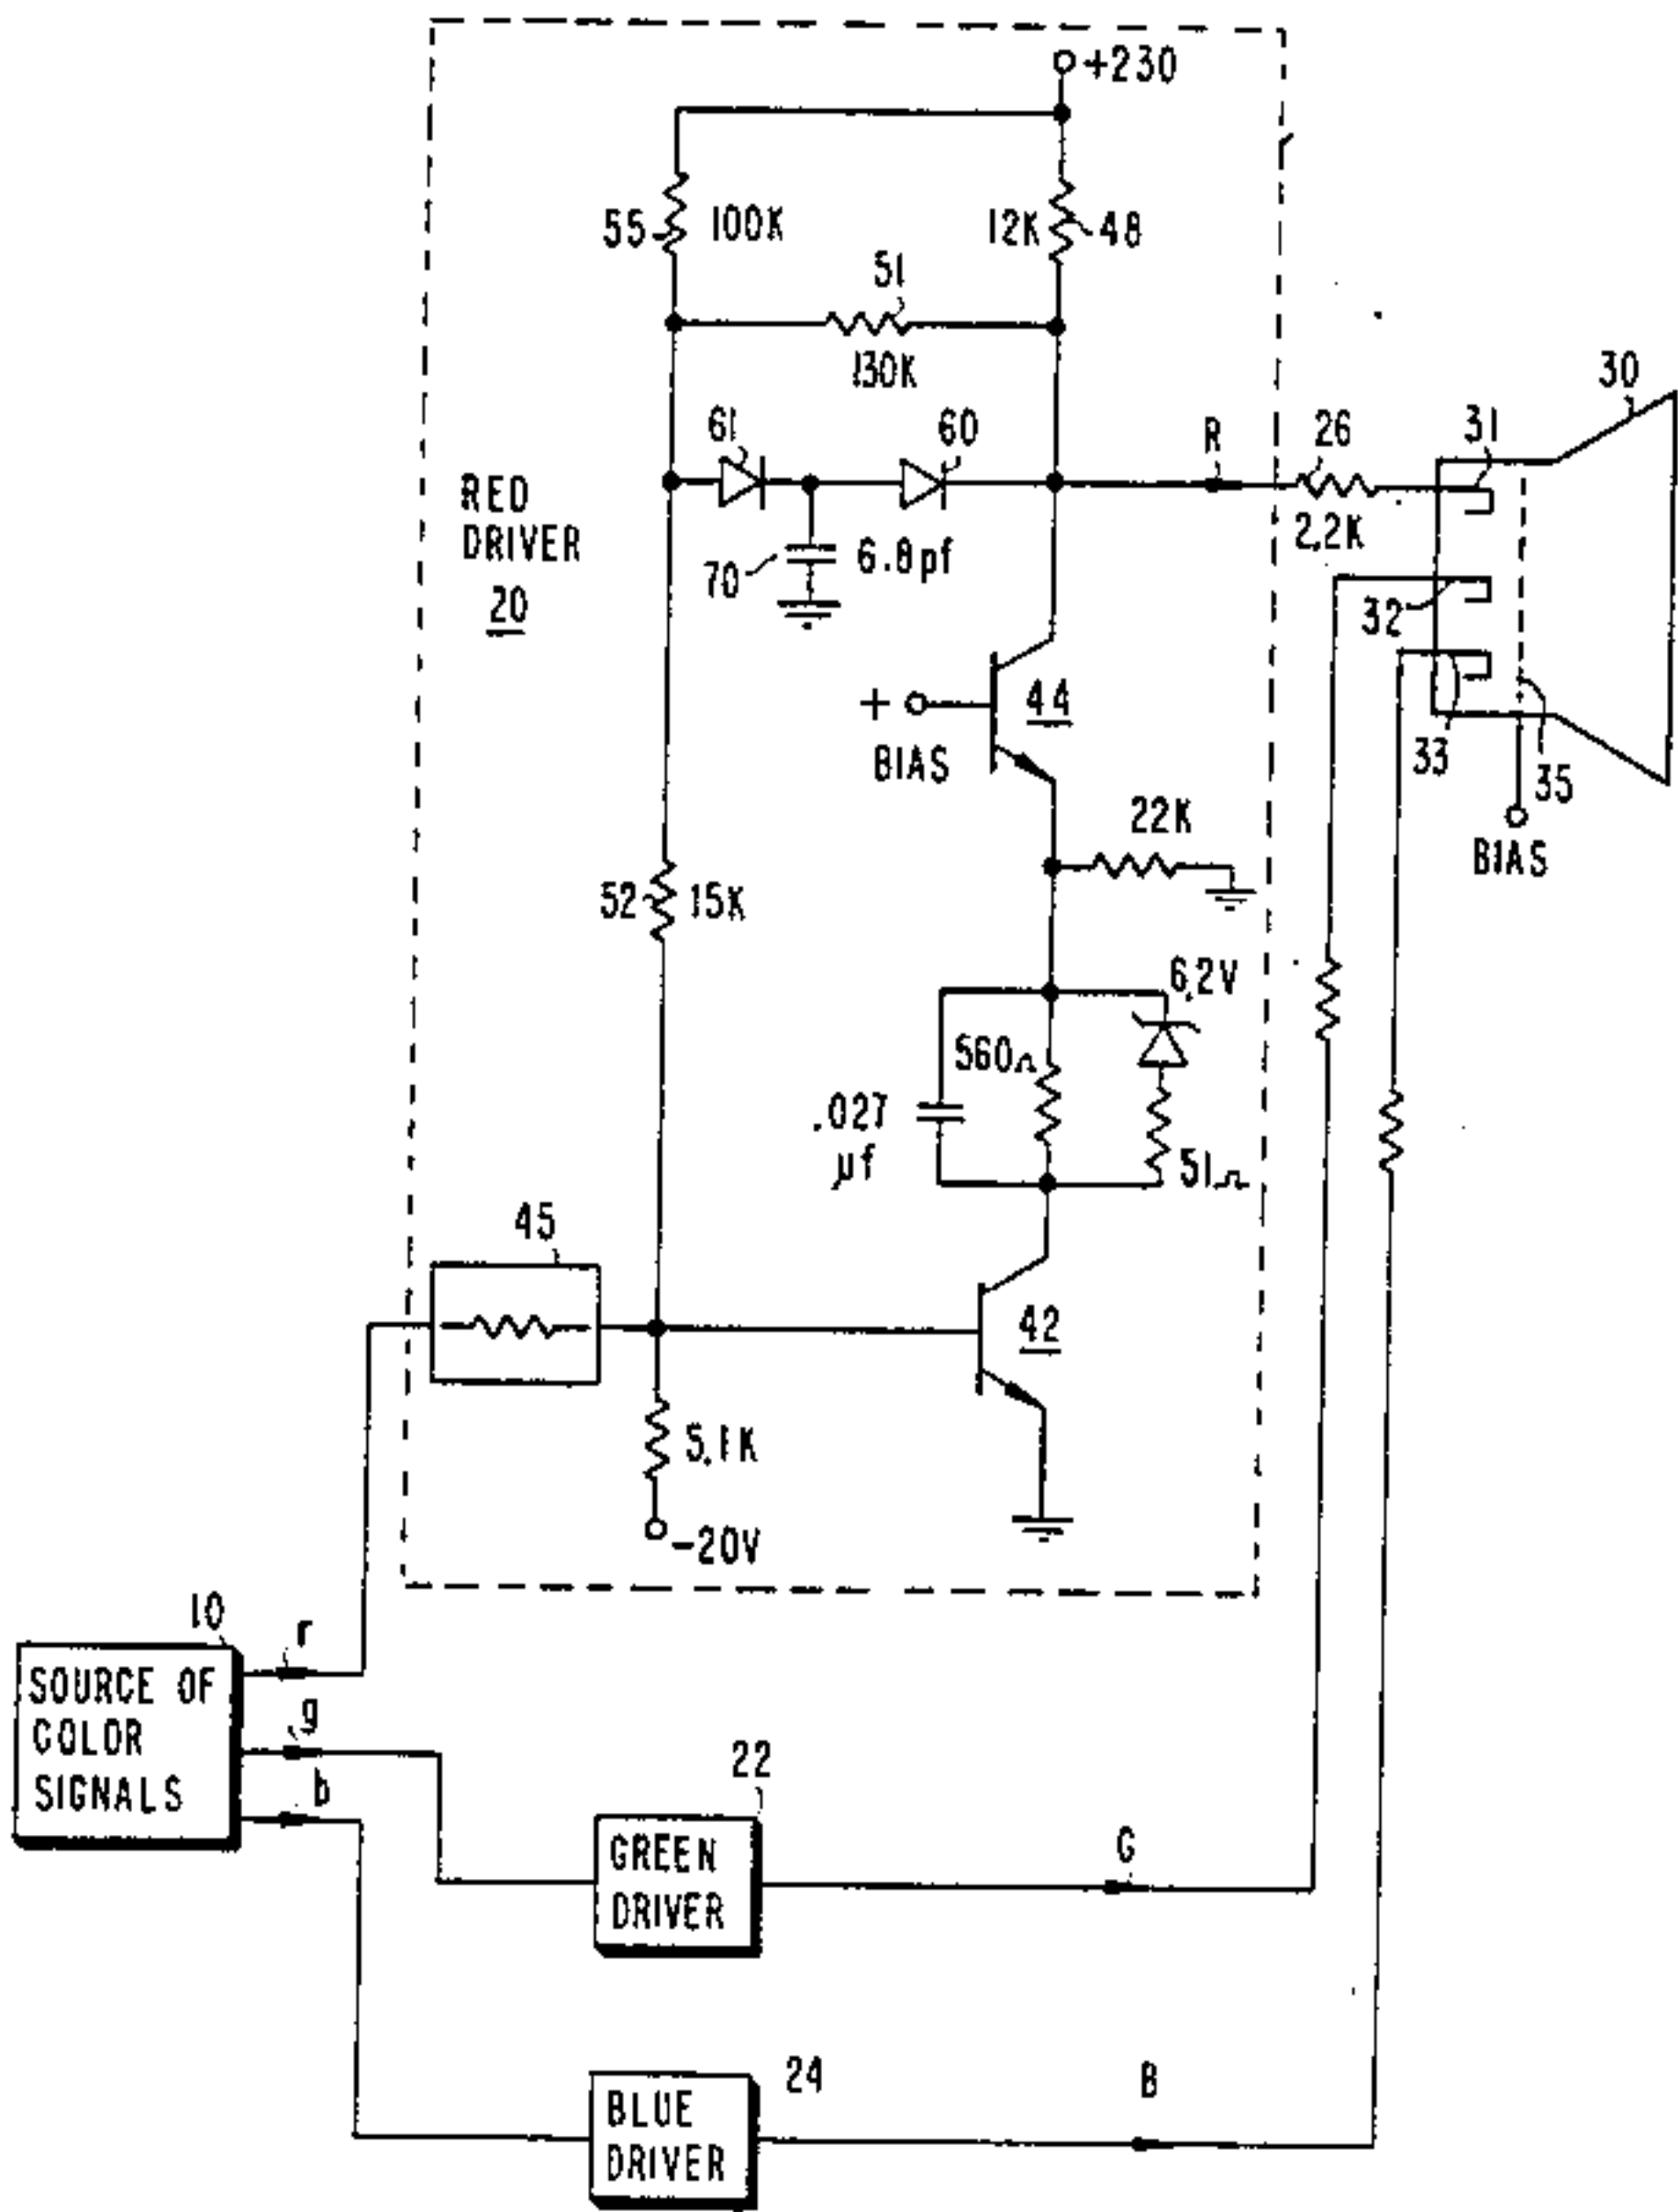 +230
55
100K
12K
48
51
130K
30
61
60
R
26
31
RED
DRIVER
20
70
6.8pf
2.2K
32
+
BIAS
44
33
35
BIAS
22K
52
15K
6.2V
560Ω
.027
µf
51Ω
45
42
5.1K
-20V
10
r
SOURCE OF
COLOR
SIGNALS
g
b
22
GREEN
DRIVER
G
24
BLUE
DRIVER
B